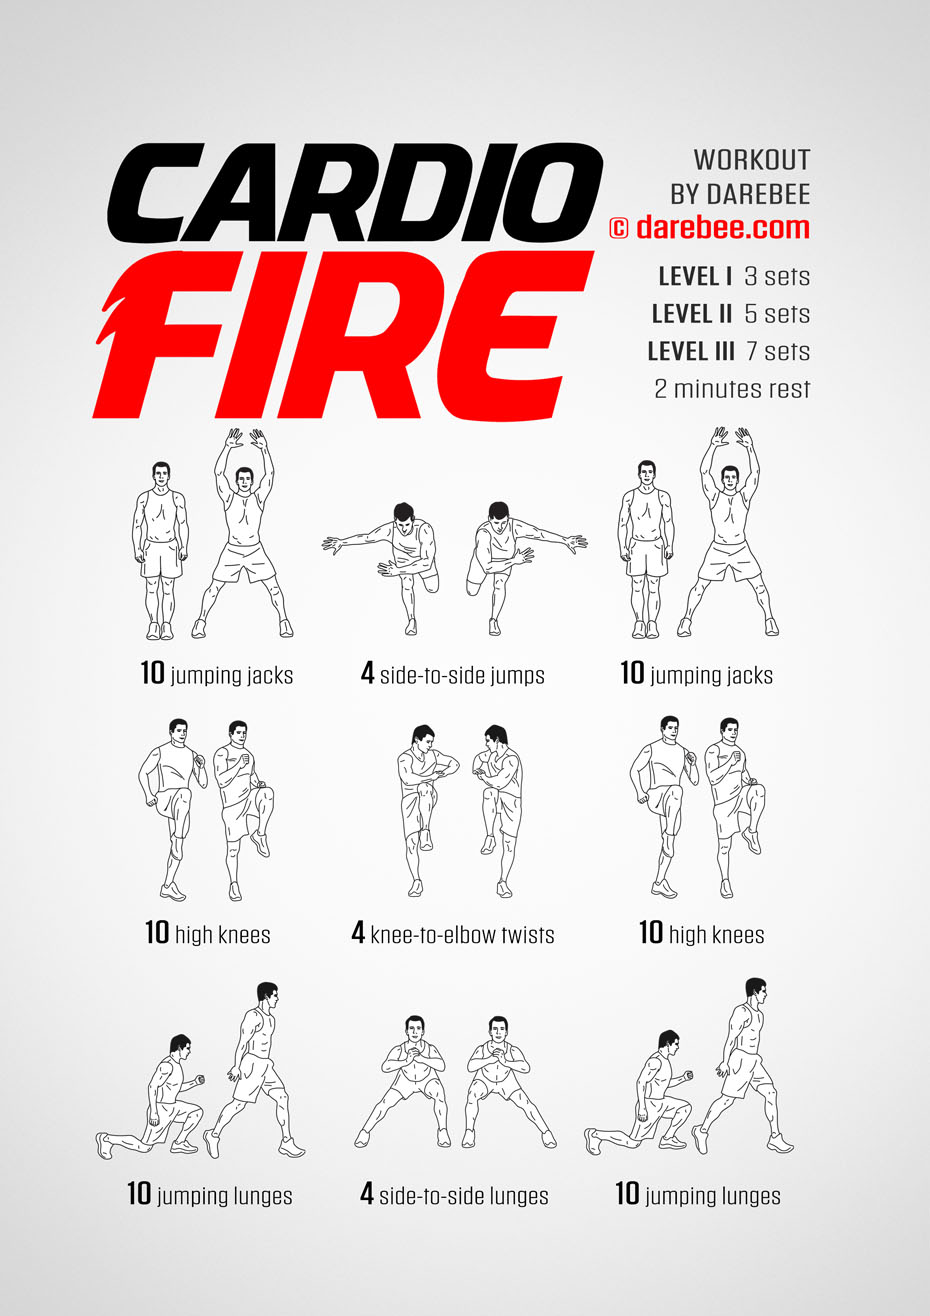 CARDIO
FIRE
WORKOUT
BY DAREBEE
© darebee.com
LEVEL I 3 sets
LEVEL II 5 sets
LEVEL III 7 sets
2 minutes rest
10 jumping jacks
4 side-to-side jumps
10 jumping jacks
10 high knees
4 knee-to-elbow twists
10 high knees
10 jumping lunges
4 side-to-side lunges
10 jumping lunges